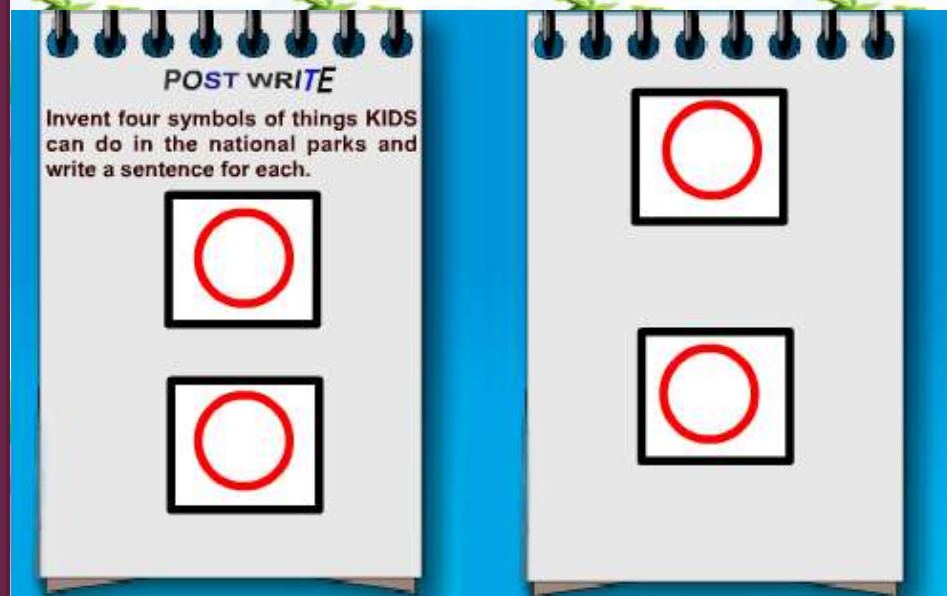 POST WRITE
Invent four symbols of things KIDS
can do in the national parks and
write a sentence for each.